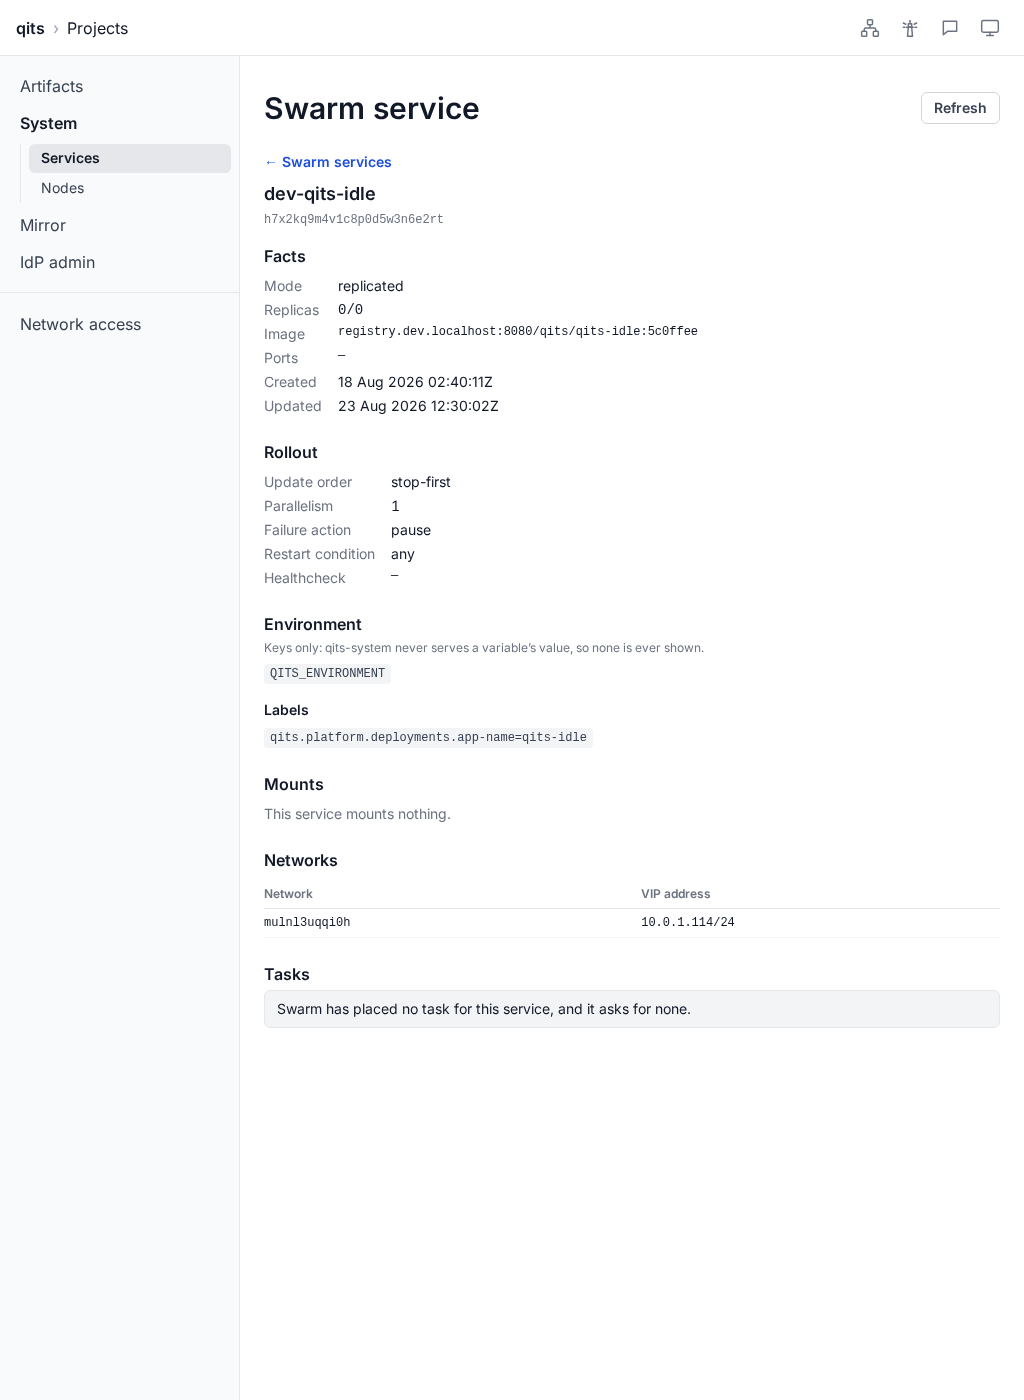 qits › Projects
Artifacts
System
Services
Nodes
Mirror
IdP admin
Network access
Swarm service
Refresh
← Swarm services
dev-qits-idle
h7x2kq9m4v1c8p0d5w3n6e2rt
Facts
Mode replicated
Replicas 0/0
Image registry.dev.localhost:8080/qits/qits-idle:5c0ffee
Ports —
Created 18 Aug 2026 02:40:11Z
Updated 23 Aug 2026 12:30:02Z
Rollout
Update order stop-first
Parallelism 1
Failure action pause
Restart condition any
Healthcheck —
Environment
Keys only: qits-system never serves a variable’s value, so none is ever shown.
QITS_ENVIRONMENT
Labels
qits.platform.deployments.app-name=qits-idle
Mounts
This service mounts nothing.
Networks
Network VIP address
mulnl3uqqi0h 10.0.1.114/24
Tasks
Swarm has placed no task for this service, and it asks for none.